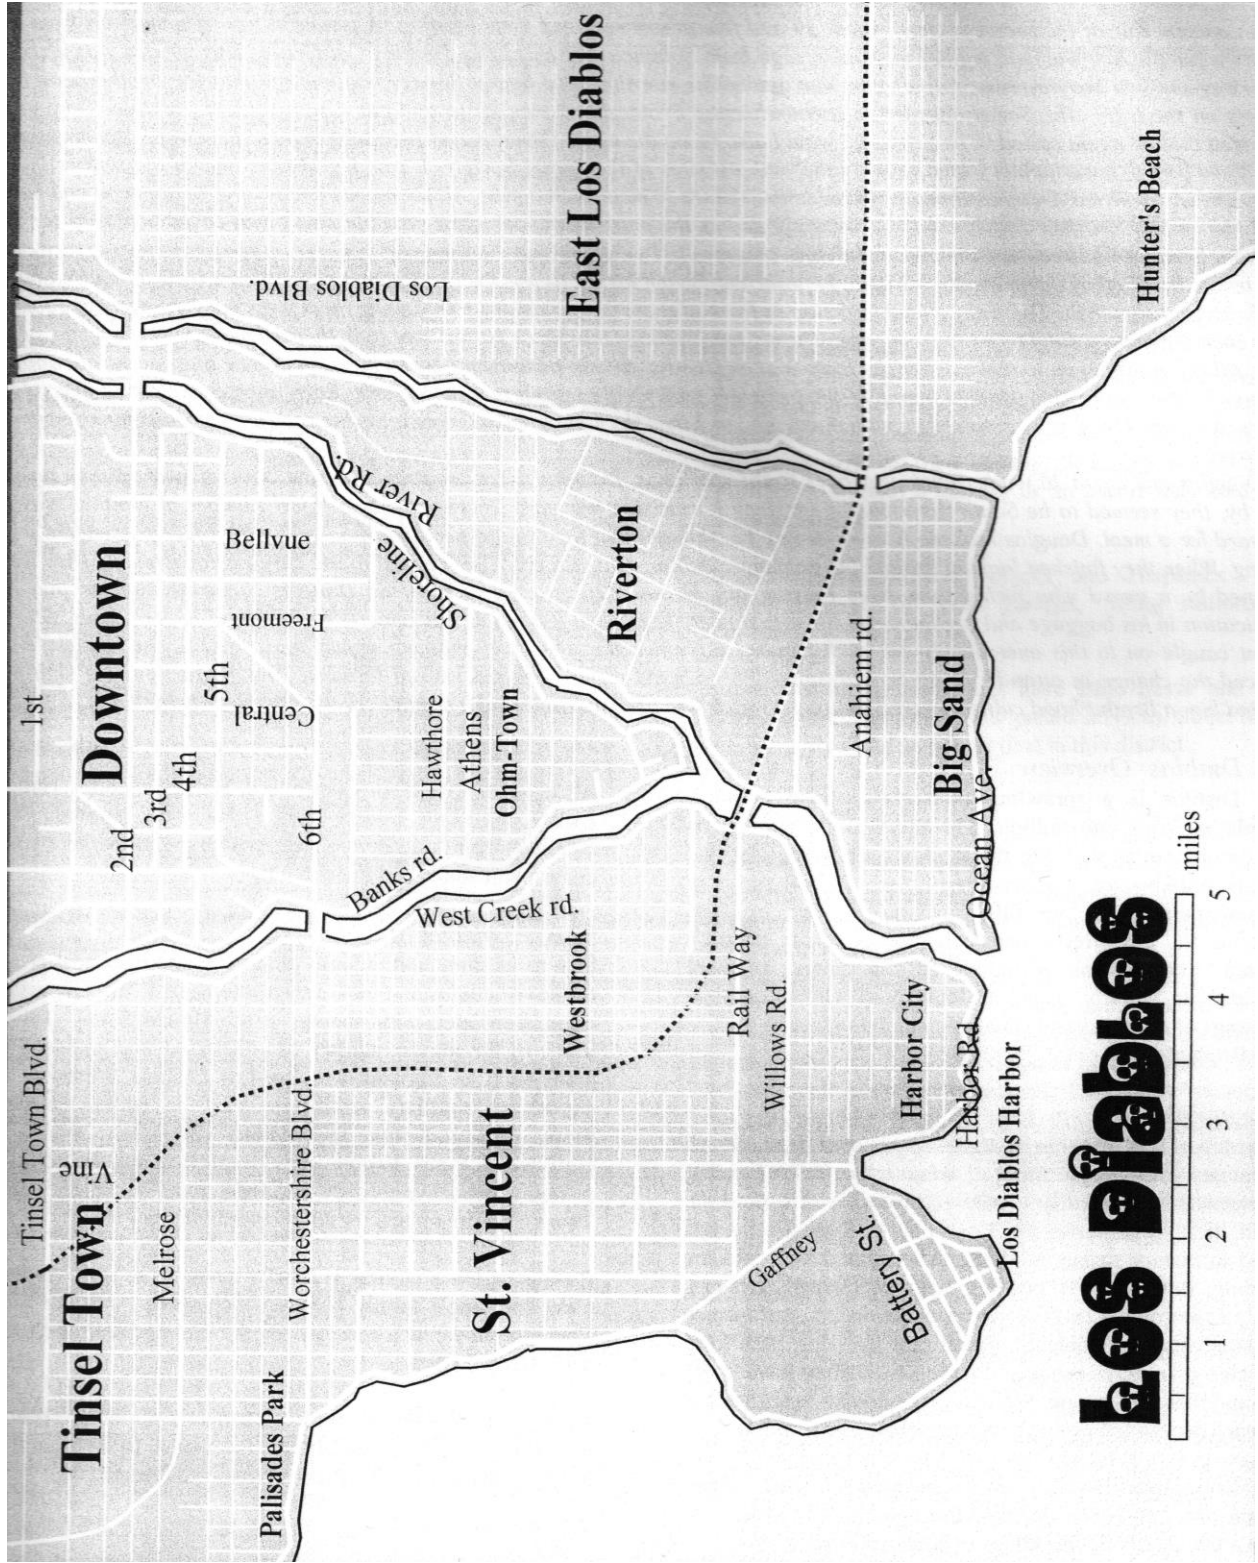 Tinsel Town Blvd.
1st
Tinsel Town
Vine
Downtown
2nd
3rd
Melrose
4th
5th
Bellvue
Freemont
Central
Los Diablos Blvd.
Palisades Park
Worchestershire Blvd.
6th
Banks rd.
River Rd.
Shoreline
Hawthore
Athens
Ohm-Town
West Creek rd.
St. Vincent
Westbrook
East Los Diablos
Riverton
Rail Way
Gaffney
Willows Rd.
Anahiem rd.
Battery St.
Harbor City
Big Sand
Harbor Rd.
Ocean Ave.
Los Diablos Harbor
Hunter's Beach
Los Diablos
miles
1 2 3 4 5